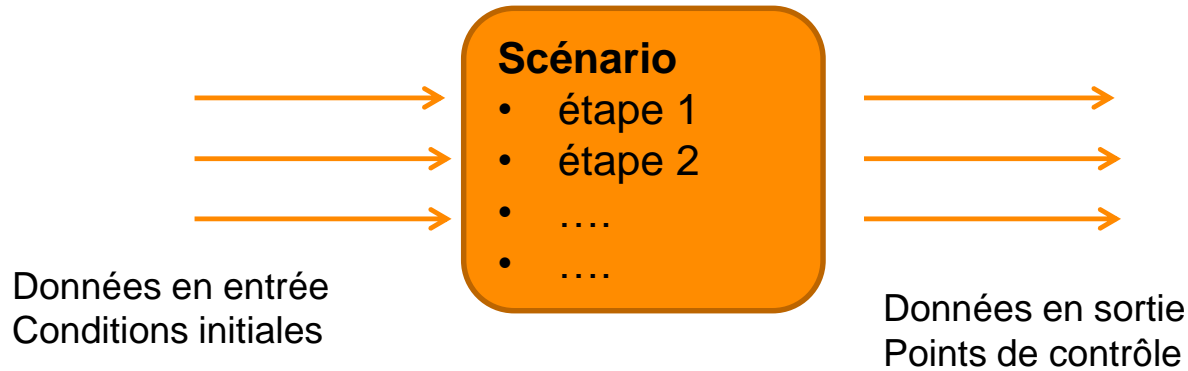 Scénario
• étape 1
• étape 2
• ....
• ....
Données en entrée
Conditions initiales
Données en sortie
Points de contrôle